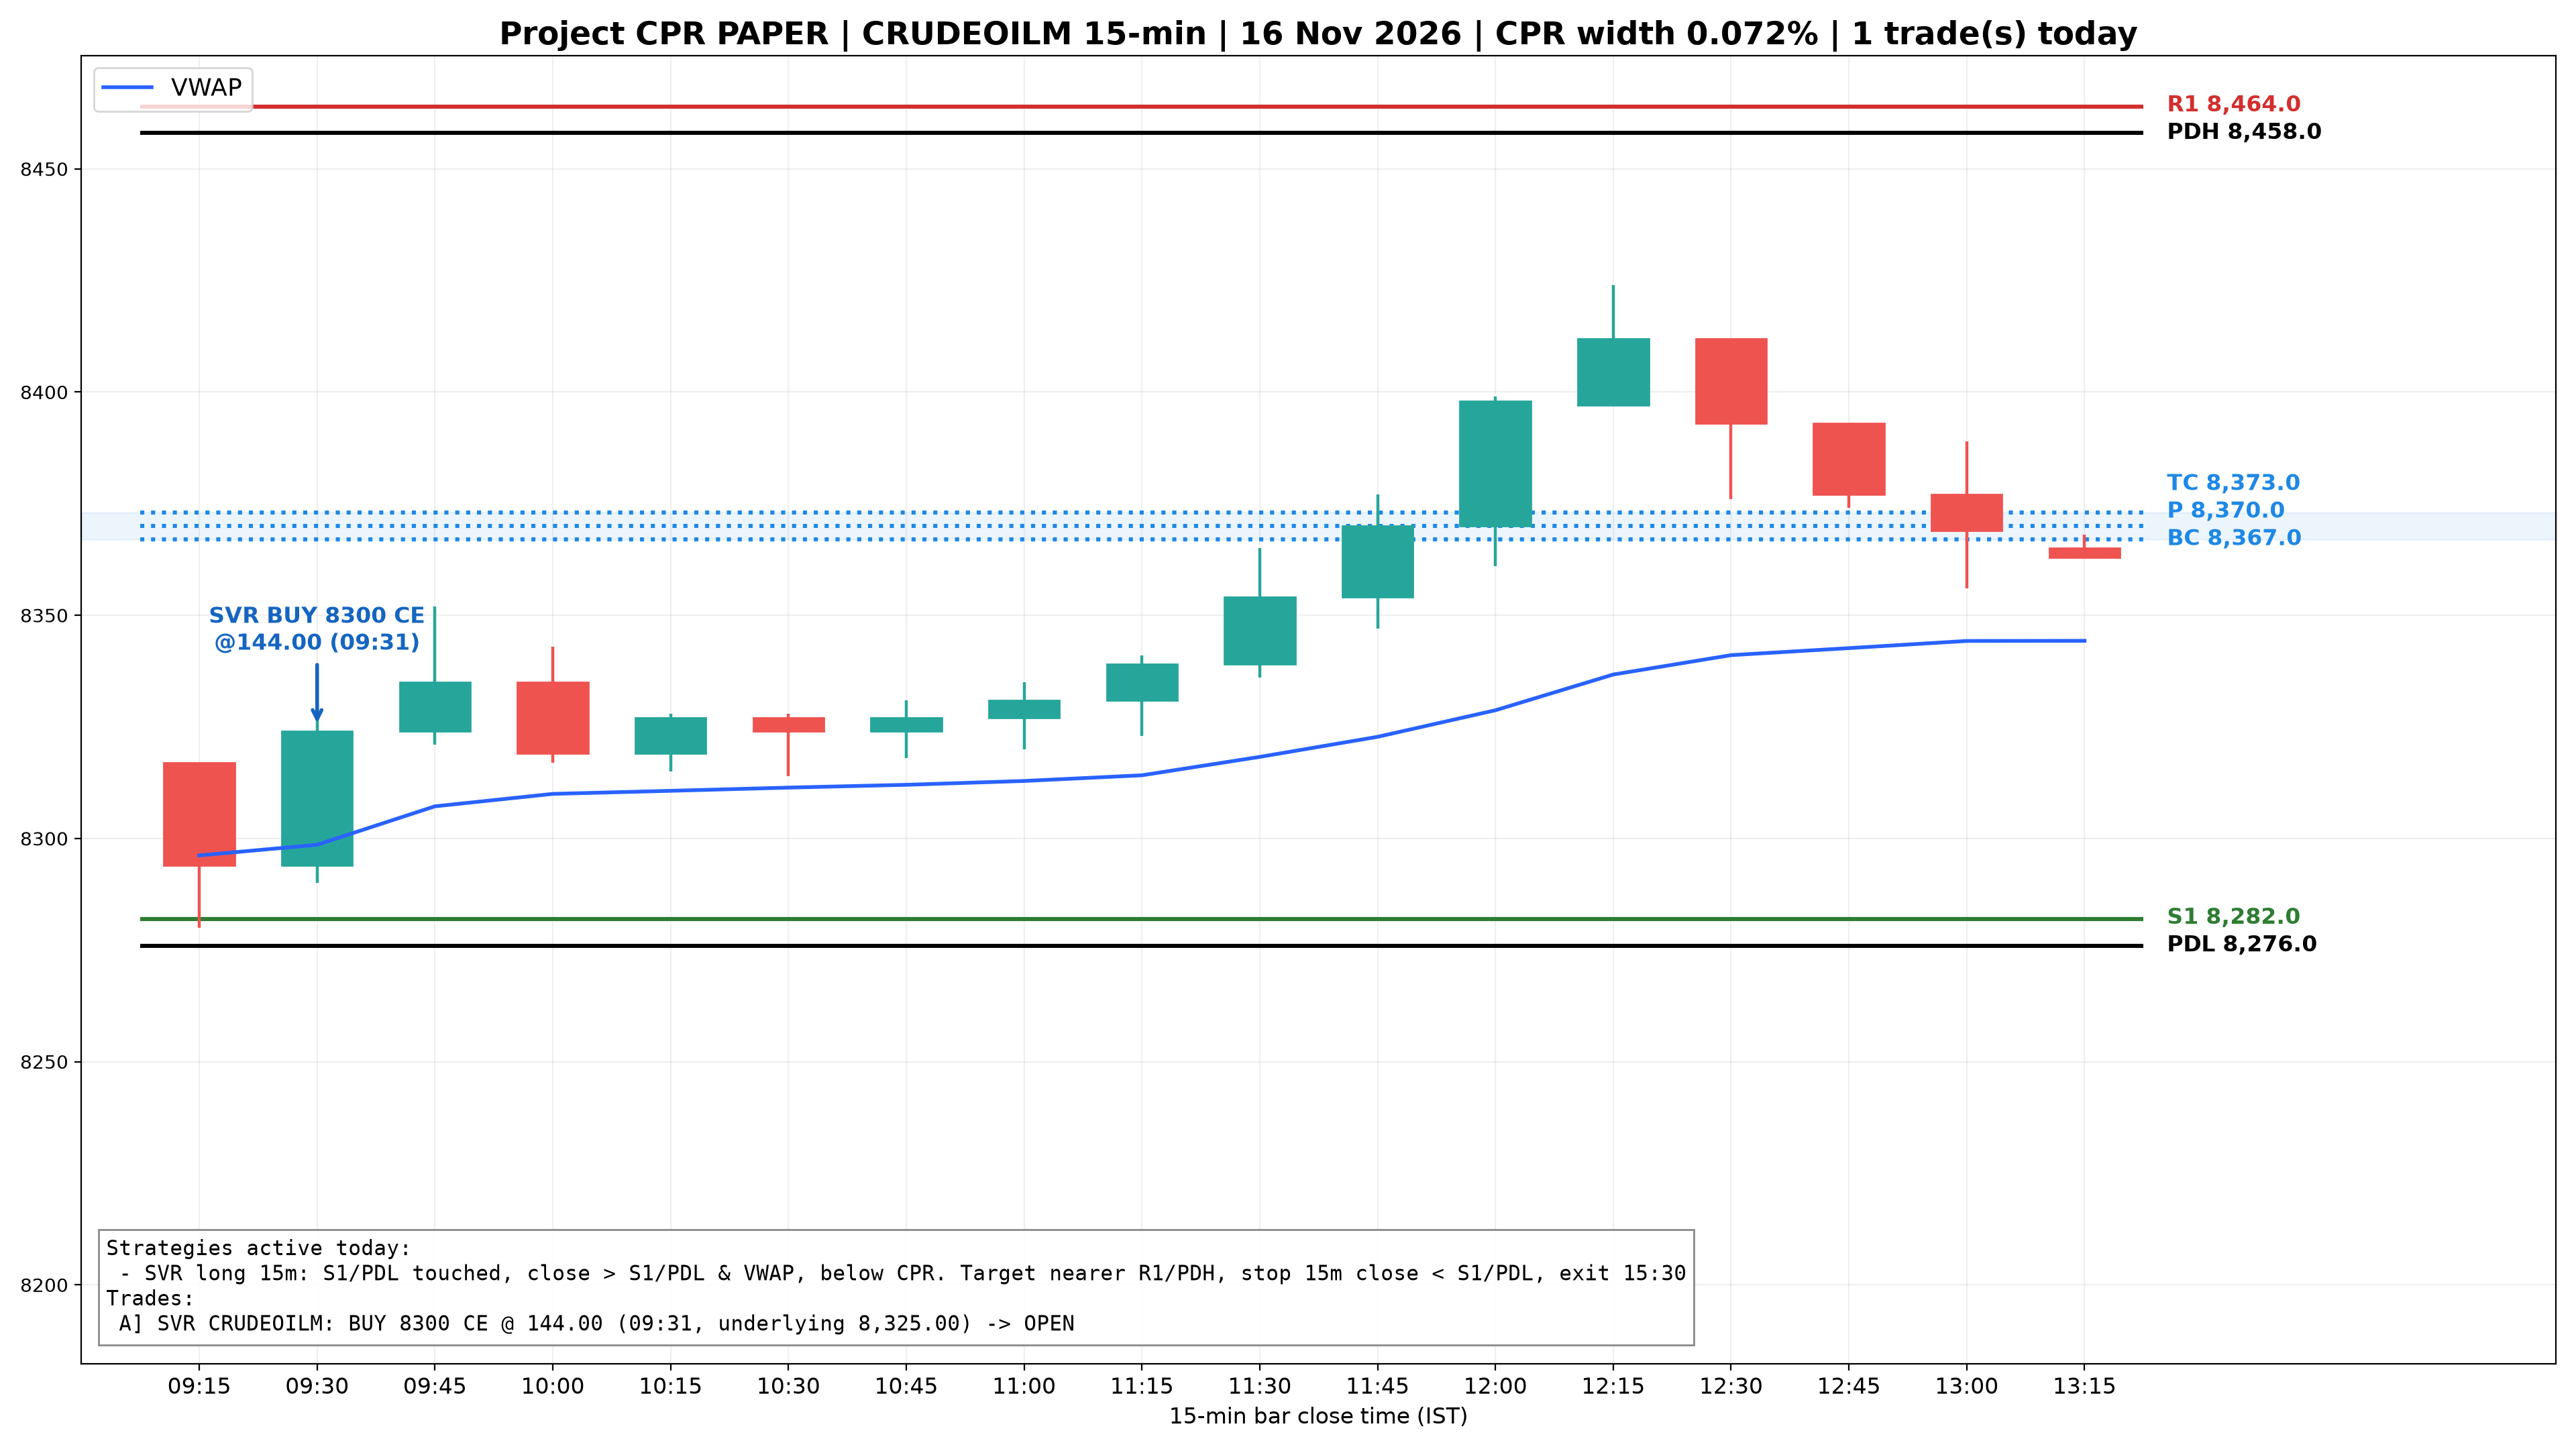 Project CPR PAPER | CRUDEOILM 15-min | 16 Nov 2026 | CPR width 0.072% | 1 trade(s) today
VWAP
R1 8,464.0
PDH 8,458.0
8450
8400
TC 8,373.0
P 8,370.0
BC 8,367.0
8350
SVR BUY 8300 CE
@144.00 (09:31)
8300
S1 8,282.0
PDL 8,276.0
8250
8200
Strategies active today:
- SVR long 15m: S1/PDL touched, close > S1/PDL & VWAP, below CPR. Target nearer R1/PDH, stop 15m close < S1/PDL, exit 15:30
Trades:
A] SVR CRUDEOILM: BUY 8300 CE @ 144.00 (09:31, underlying 8,325.00) -> OPEN
09:15 09:30 09:45 10:00 10:15 10:30 10:45 11:00 11:15 11:30 11:45 12:00 12:15 12:30 12:45 13:00 13:15
15-min bar close time (IST)